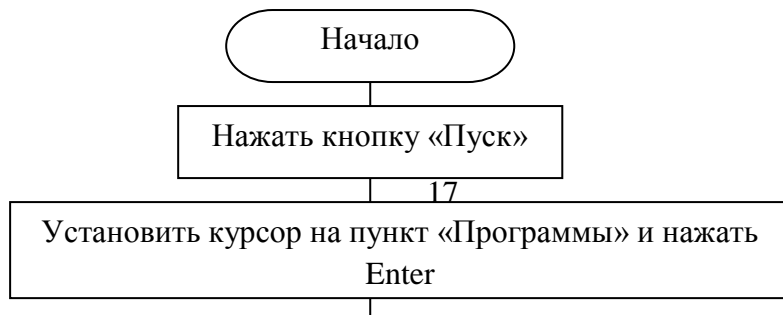 Начало
Нажать кнопку «Пуск»
17
Установить курсор на пункт «Программы» и нажать
Enter